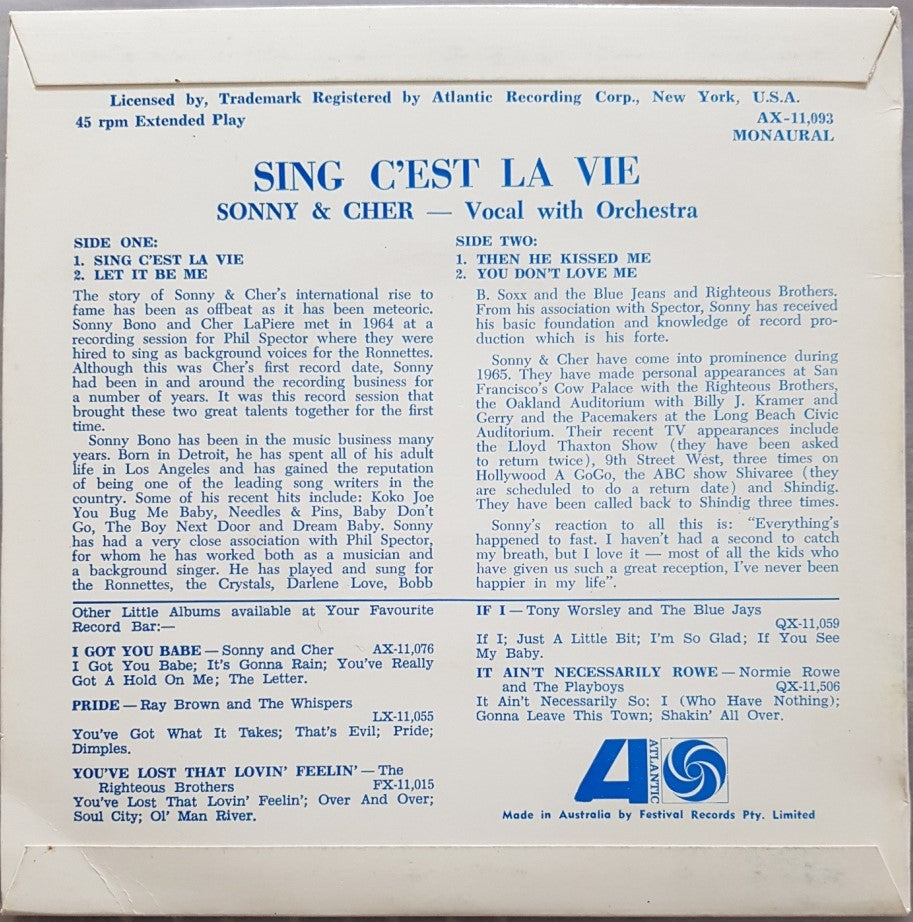 Licensed by, Trademark Registered by Atlantic Recording Corp., New York, U.S.A.
45 rpm Extended Play
AX-11,093
MONAURAL
SING C'EST LA VIE
SONNY & CHER — Vocal with Orchestra
SIDE ONE:
1. SING C'EST LA VIE
2. LET IT BE ME
The story of Sonny & Cher's international rise to
fame has been as offbeat as it has been meteoric.
Sonny Bono and Cher LaPiere met in 1964 at a
recording session for Phil Spector where they were
hired to sing as background voices for the Ronnettes.
Although this was Cher's first record date, Sonny
had been in and around the recording business for
a number of years. It was this record session that
brought these two great talents together for the first
time.
Sonny Bono has been in the music business many
years. Born in Detroit, he has spent all of his adult
life in Los Angeles and has gained the reputation
of being one of the leading song writers in the
country. Some of his recent hits include: Koko Joe
You Bug Me Baby, Needles & Pins, Baby Don't
Go, The Boy Next Door and Dream Baby. Sonny
has had a very close association with Phil Spector,
for whom he has worked both as a musician and
a background singer. He has played and sung for
the Ronnettes, the Crystals, Darlene Love, Bobb
SIDE TWO:
1. THEN HE KISSED ME
2. YOU DON'T LOVE ME
B. Soxx and the Blue Jeans and Righteous Brothers.
From his association with Spector, Sonny has received
his basic foundation and knowledge of record pro-
duction which is his forte.
Sonny & Cher have come into prominence during
1965. They have made personal appearances at San
Francisco's Cow Palace with the Righteous Brothers,
the Oakland Auditorium with Billy J. Kramer and
Gerry and the Pacemakers at the Long Beach Civic
Auditorium. Their recent TV appearances include
the Lloyd Thaxton Show (they have been asked
to return twice), 9th Street West, three times on
Hollywood A GoGo, the ABC show Shivaree (they
are scheduled to do a return date) and Shindig.
They have been called back to Shindig three times.
Sonny's reaction to all this is: "Everything's
happened to fast. I haven't had a second to catch
my breath, but I love it — most of all the kids who
have given us such a great reception, I've never been
happier in my life".
Other Little Albums available at Your Favourite
Record Bar:—
I GOT YOU BABE — Sonny and Cher AX-11,076
I Got You Babe; It's Gonna Rain; You've Really
Got A Hold On Me; The Letter.
PRIDE — Ray Brown and The Whispers
LX-11,055
You've Got What It Takes; That's Evil; Pride;
Dimples.
YOU'VE LOST THAT LOVIN' FEELIN' — The
Righteous Brothers FX-11,015
You've Lost That Lovin' Feelin'; Over And Over;
Soul City; Ol' Man River.
IF I — Tony Worsley and The Blue Jays
QX-11,059
If I; Just A Little Bit; I'm So Glad; If You See
My Baby.
IT AIN'T NECESSARILY ROWE — Normie Rowe
and The Playboys QX-11,506
It Ain't Necessarily So; I (Who Have Nothing);
Gonna Leave This Town; Shakin' All Over.
A
ATLANTIC
Made in Australia by Festival Records Pty. Limited